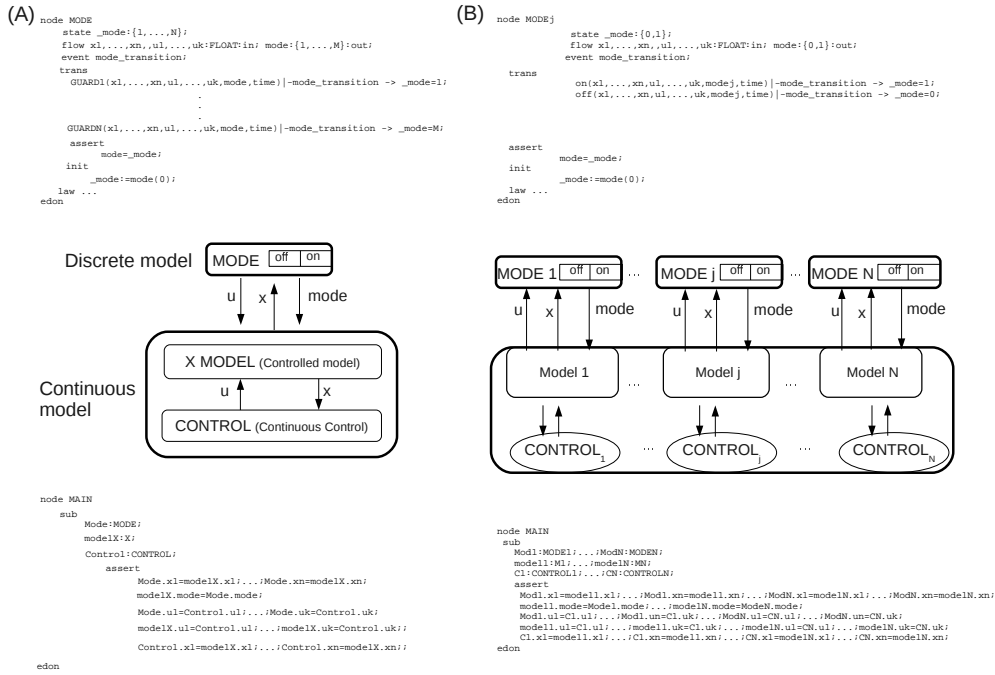 (A)
node MODE
state _mode:{1,...,N};
flow x1,...,xn,,u1,...,uk:FLOAT:in; mode:{1,...,M}:out;
event mode_transition;
trans
GUARD1(x1,...,xn,u1,...,uk,mode,time)|-mode_transition -> _mode=1;
.
.
.
GUARDN(x1,...,xn,u1,...,uk,mode,time)|-mode_transition -> _mode=M;
assert
mode=_mode;
init
_mode:=mode(0);
law ...
edon
Discrete model
MODE off on
u x mode
X MODEL (Controlled model)
Continuous model
u x
CONTROL (Continuous Control)
node MAIN
sub
Mode:MODE;
modelX:X;
Control:CONTROL;
assert
Mode.x1=modelX.x1;...;Mode.xn=modelX.xn;
modelX.mode=Mode.mode;
Mode.u1=Control.u1;...;Mode.uk=Control.uk;
modelX.u1=Control.u1;...;modelX.uk=Control.uk;;
Control.x1=modelX.x1;...;Control.xn=modelX.xn;;
edon
(B)
node MODEj
state _mode:{0,1};
flow x1,...,xn,u1,...,uk:FLOAT:in; mode:{0,1}:out;
event mode_transition;
trans
on(x1,...,xn,u1,...,uk,modej,time)|-mode_transition -> _mode=1;
off(x1,...,xn,u1,...,uk,modej,time)|-mode_transition -> _mode=0;
assert
mode=_mode;
init
_mode:=mode(0);
law ...
edon
MODE 1 off on ... MODE j off on ... MODE N off on
u x mode u x mode u x mode
Model 1 ... Model j ... Model N
CONTROL1 ... CONTROLj ... CONTROLN
node MAIN
sub
Mod1:MODE1;...;ModN:MODEN;
model1:M1;...;modelN:MN;
C1:CONTROL1;...;CN:CONTROLN;
assert
Mod1.x1=model1.x1;...;Mod1.xn=model1.xn;...;ModN.x1=modelN.x1;...;ModN.xn=modelN.xn;
model1.mode=Mode1.mode;...;modelN.mode=ModeN.mode;
Mod1.u1=C1.u1;...;Mod1.un=C1.uk;...;ModN.u1=CN.u1;...;ModN.un=CN.uk;
model1.u1=C1.u1;...;model1.uk=C1.uk;...;modelN.u1=CN.u1;...;modelN.uk=CN.uk;
C1.x1=model1.x1;...;C1.xn=model1.xn;...;CN.x1=modelN.x1;...;CN.xn=modelN.xn;
edon